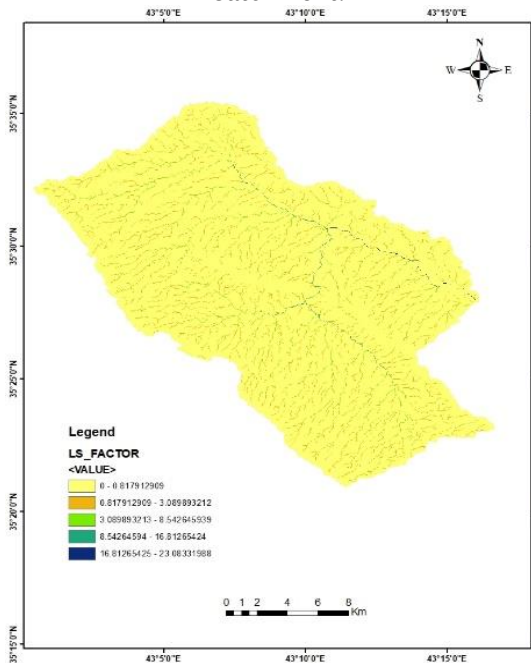 43°5'0"E 43°10'0"E 43°15'0"E
N
W E
S
35°35'0"N
35°30'0"N
35°25'0"N
35°20'0"N
35°15'0"N
Legend
LS_FACTOR
<VALUE>
0 - 0.817912909
0.817912909 - 3.089893212
3.089893213 - 8.542645939
8.54264594 - 16.81265424
16.81265425 - 23.08331988
0 1 2 4 6 8
Km
43°5'0"E 43°10'0"E 43°15'0"E